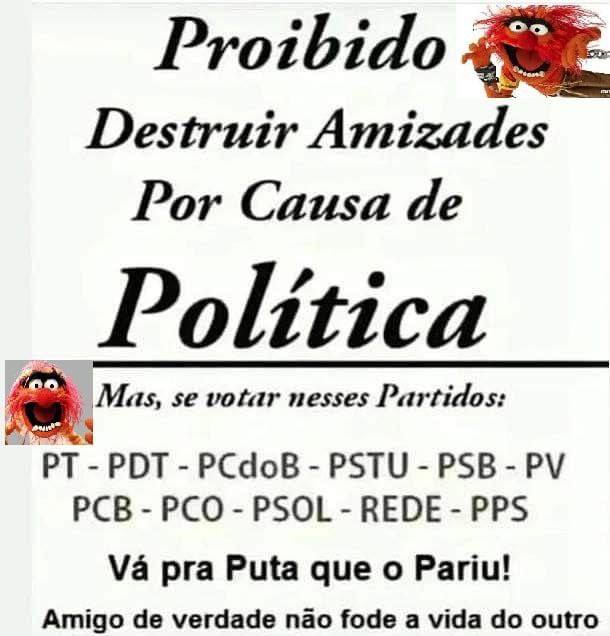 Proibido
Destruir Amizades
Por Causa de
Política
Mas, se votar nesses Partidos:
PT - PDT - PCdoB - PSTU - PSB - PV
PCB - PCO - PSOL - REDE - PPS
Vá pra Puta que o Pariu!
Amigo de verdade não fode a vida do outro